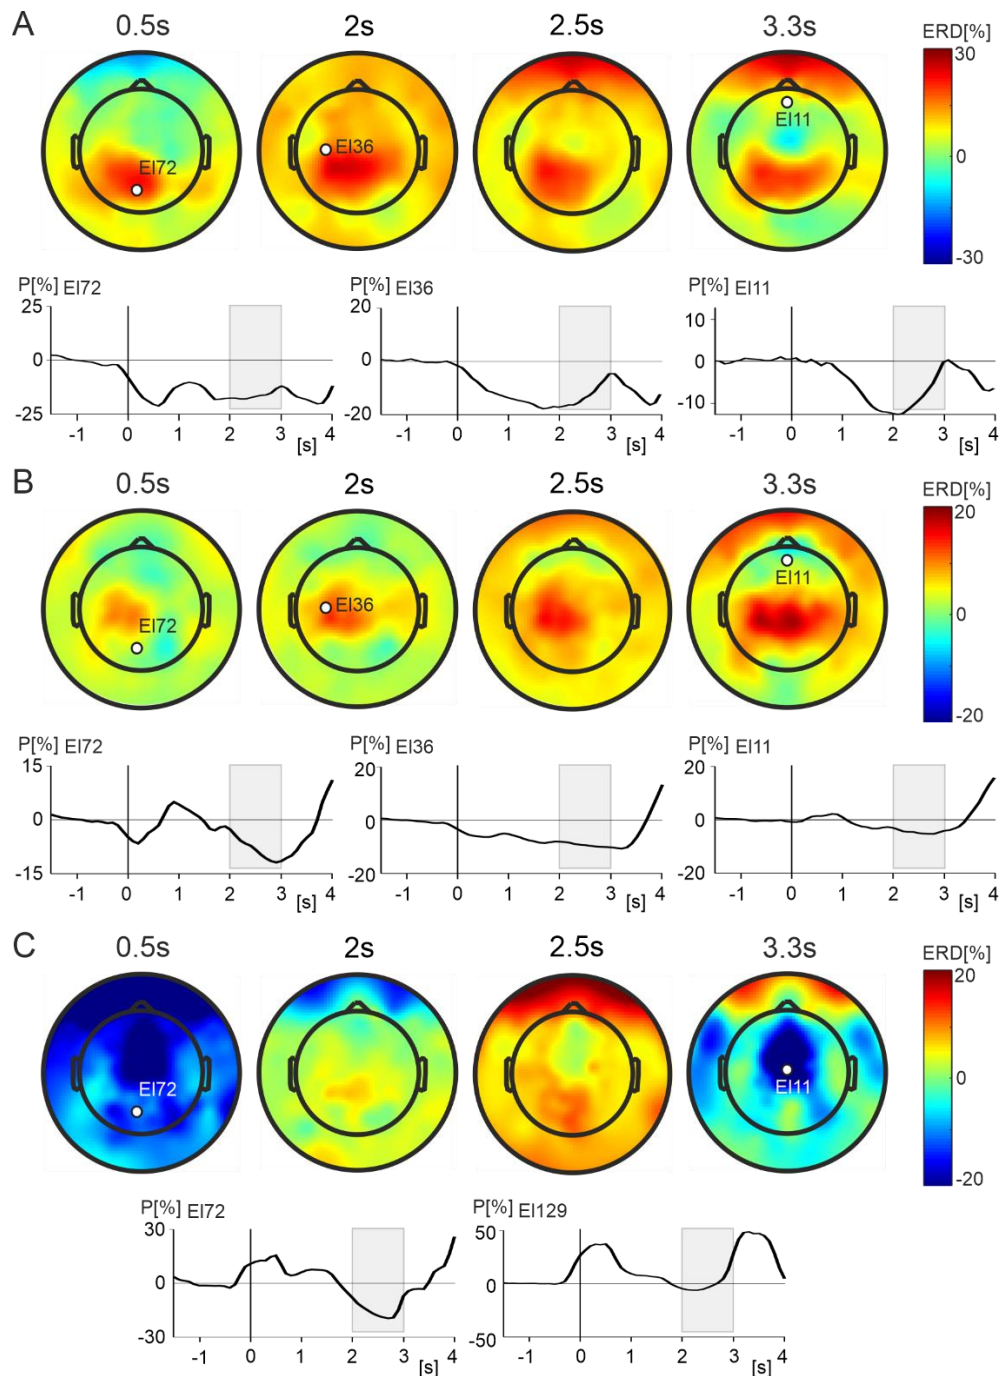 A 0.5s 2s 2.5s 3.3s ERD[%]
30
El11
El36
El72
0
-30
P[%] El72 P[%] El36 P[%] El11
25 20 10
0 0 0
-25 -20 -10
-1 0 1 2 3 4 -1 0 1 2 3 4 -1 0 1 2 3 4
[s] [s] [s]
B 0.5s 2s 2.5s 3.3s ERD[%]
20
El11
El36
El72
0
-20
P[%] El72 P[%] El36 P[%] El11
15 20 20
0 0 0
-15 -20 -20
-1 0 1 2 3 4 -1 0 1 2 3 4 -1 0 1 2 3 4
[s] [s] [s]
C 0.5s 2s 2.5s 3.3s ERD[%]
20
El72 El11
0
-20
P[%] El72 P[%] El129
30 50
0 0
-30 -50
-1 0 1 2 3 4 -1 0 1 2 3 4
[s] [s]